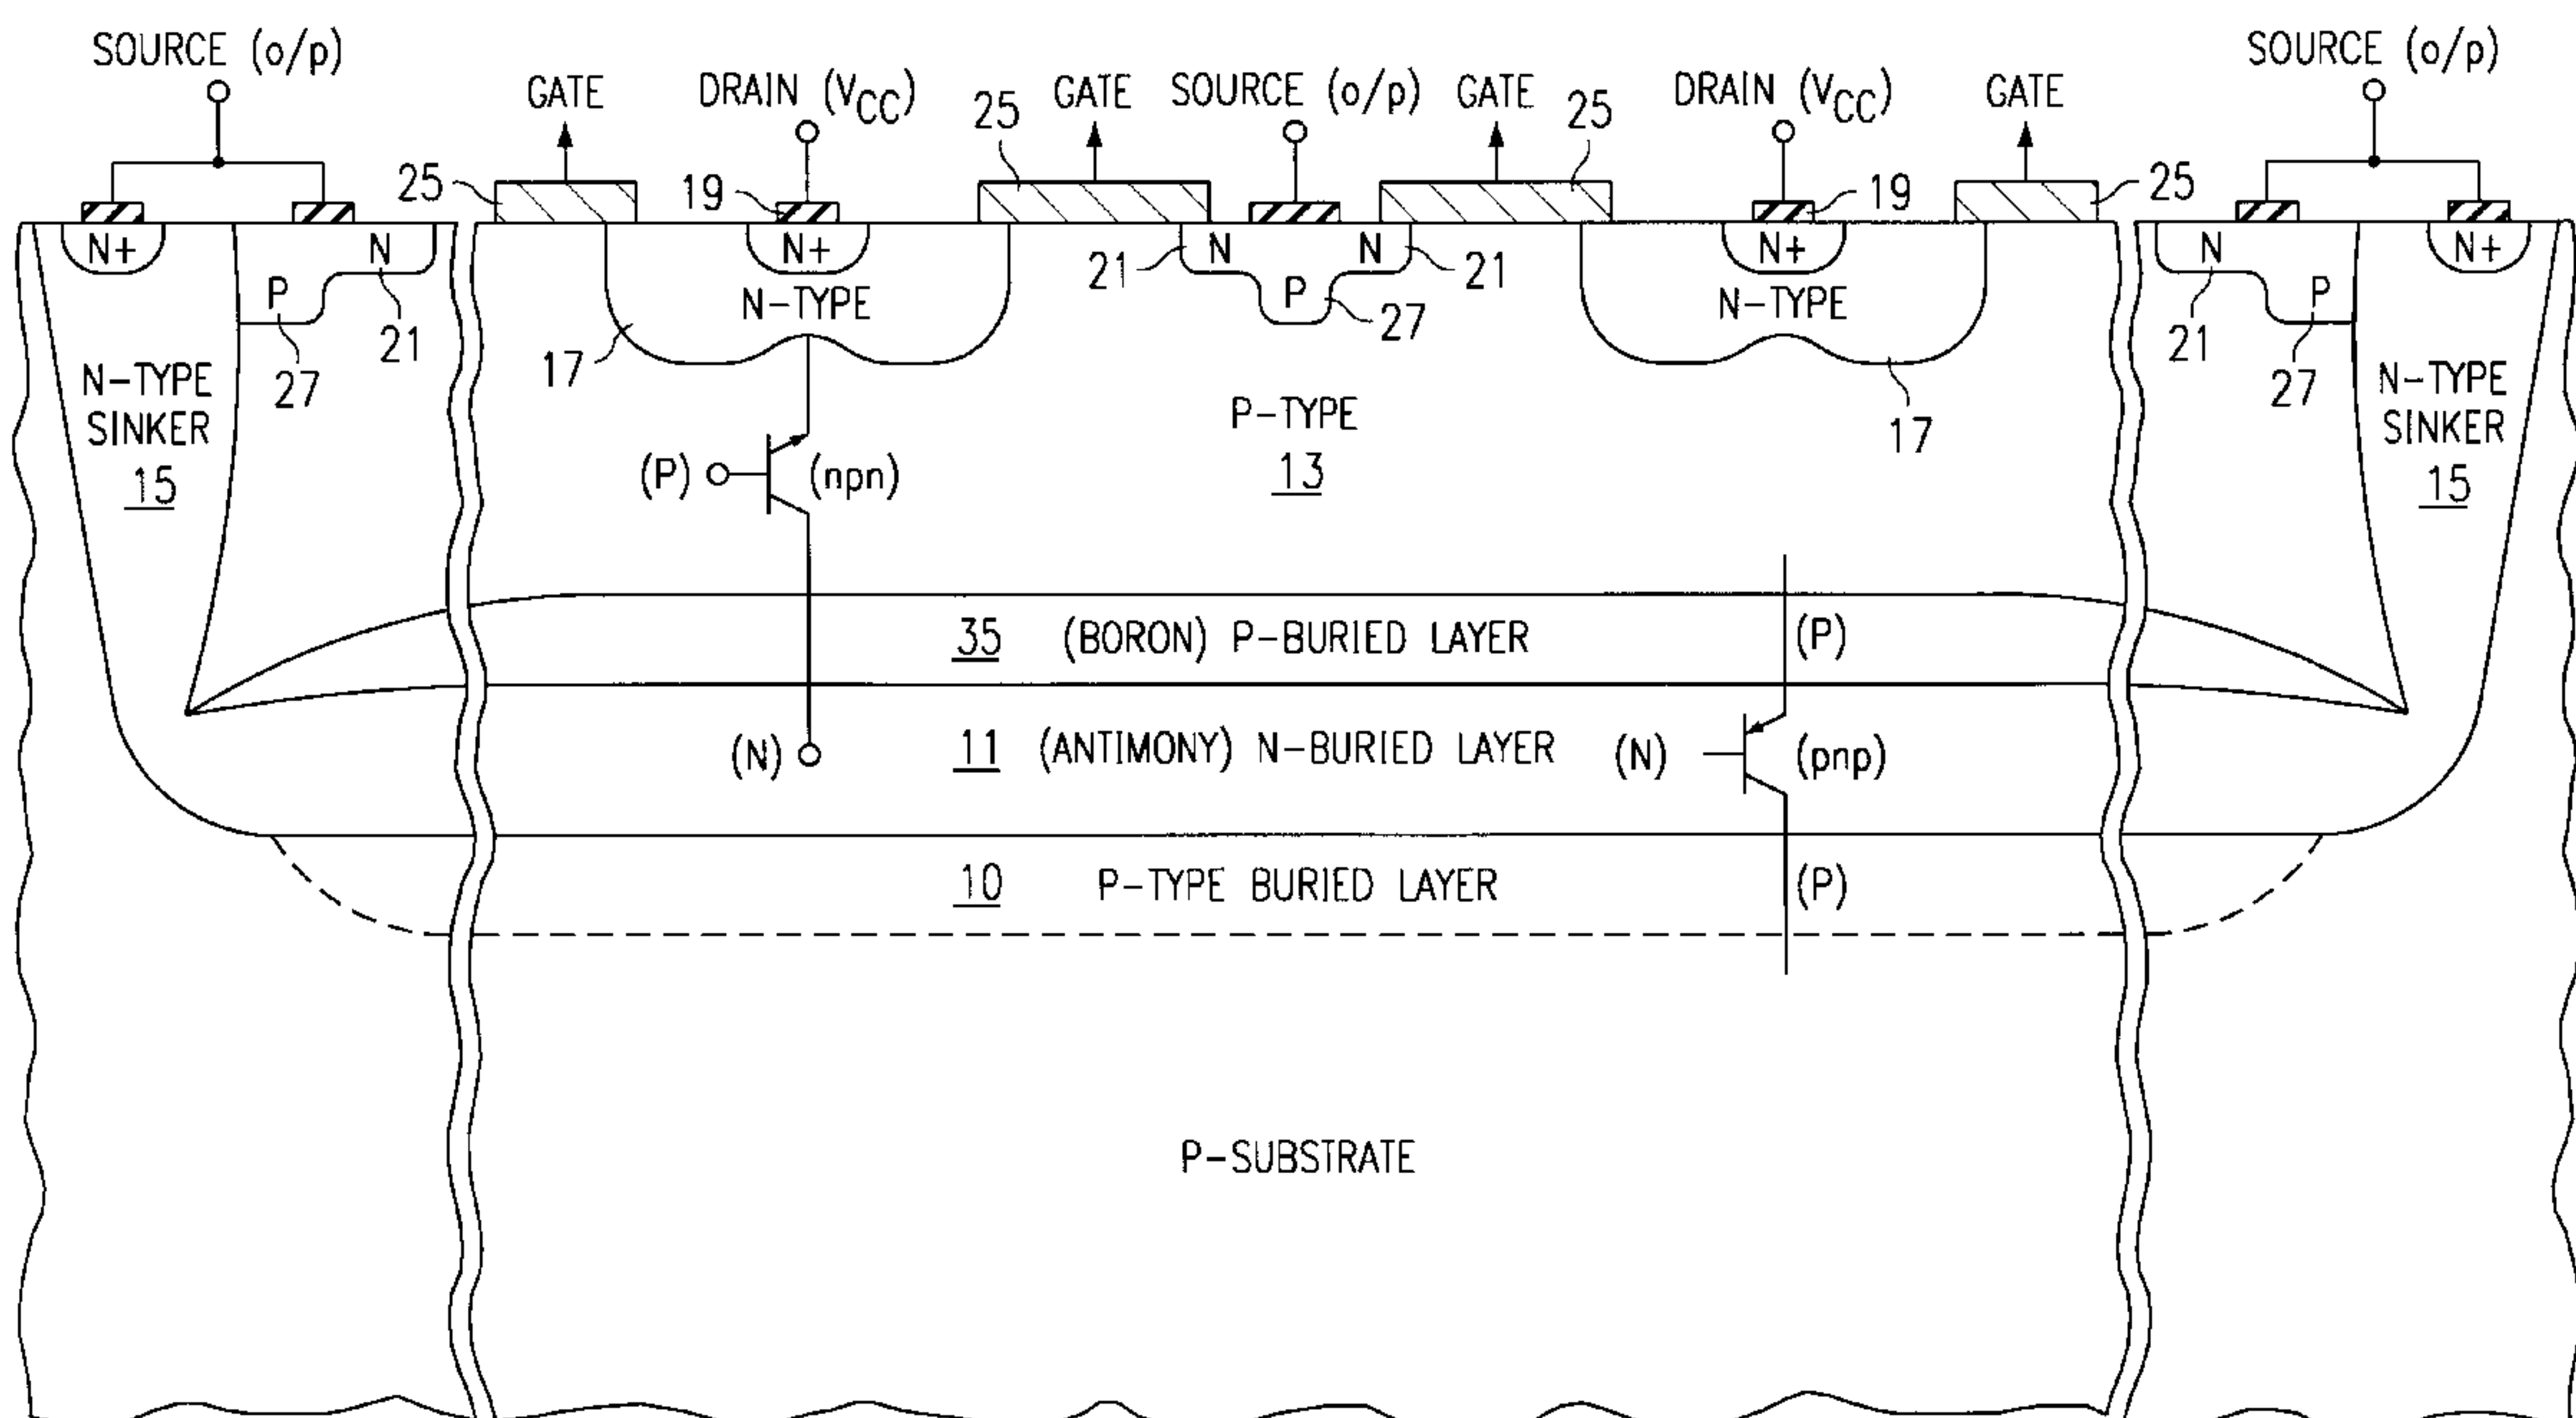 SOURCE (o/p)
GATE
DRAIN (VCC)
25
GATE
SOURCE (o/p)
GATE
25
DRAIN (VCC)
GATE
SOURCE (o/p)
25
19
19
25
N+
P
N
N+
N-TYPE
21
N
N
P
21
27
N+
N-TYPE
N
P
N+
21
27
17
17
21
27
N-TYPE
SINKER
15
P-TYPE
13
N-TYPE
SINKER
15
(P)
(npn)
35 (BORON) P-BURIED LAYER
(P)
(N)
11 (ANTIMONY) N-BURIED LAYER
(N)
(pnp)
10 P-TYPE BURIED LAYER
(P)
P-SUBSTRATE